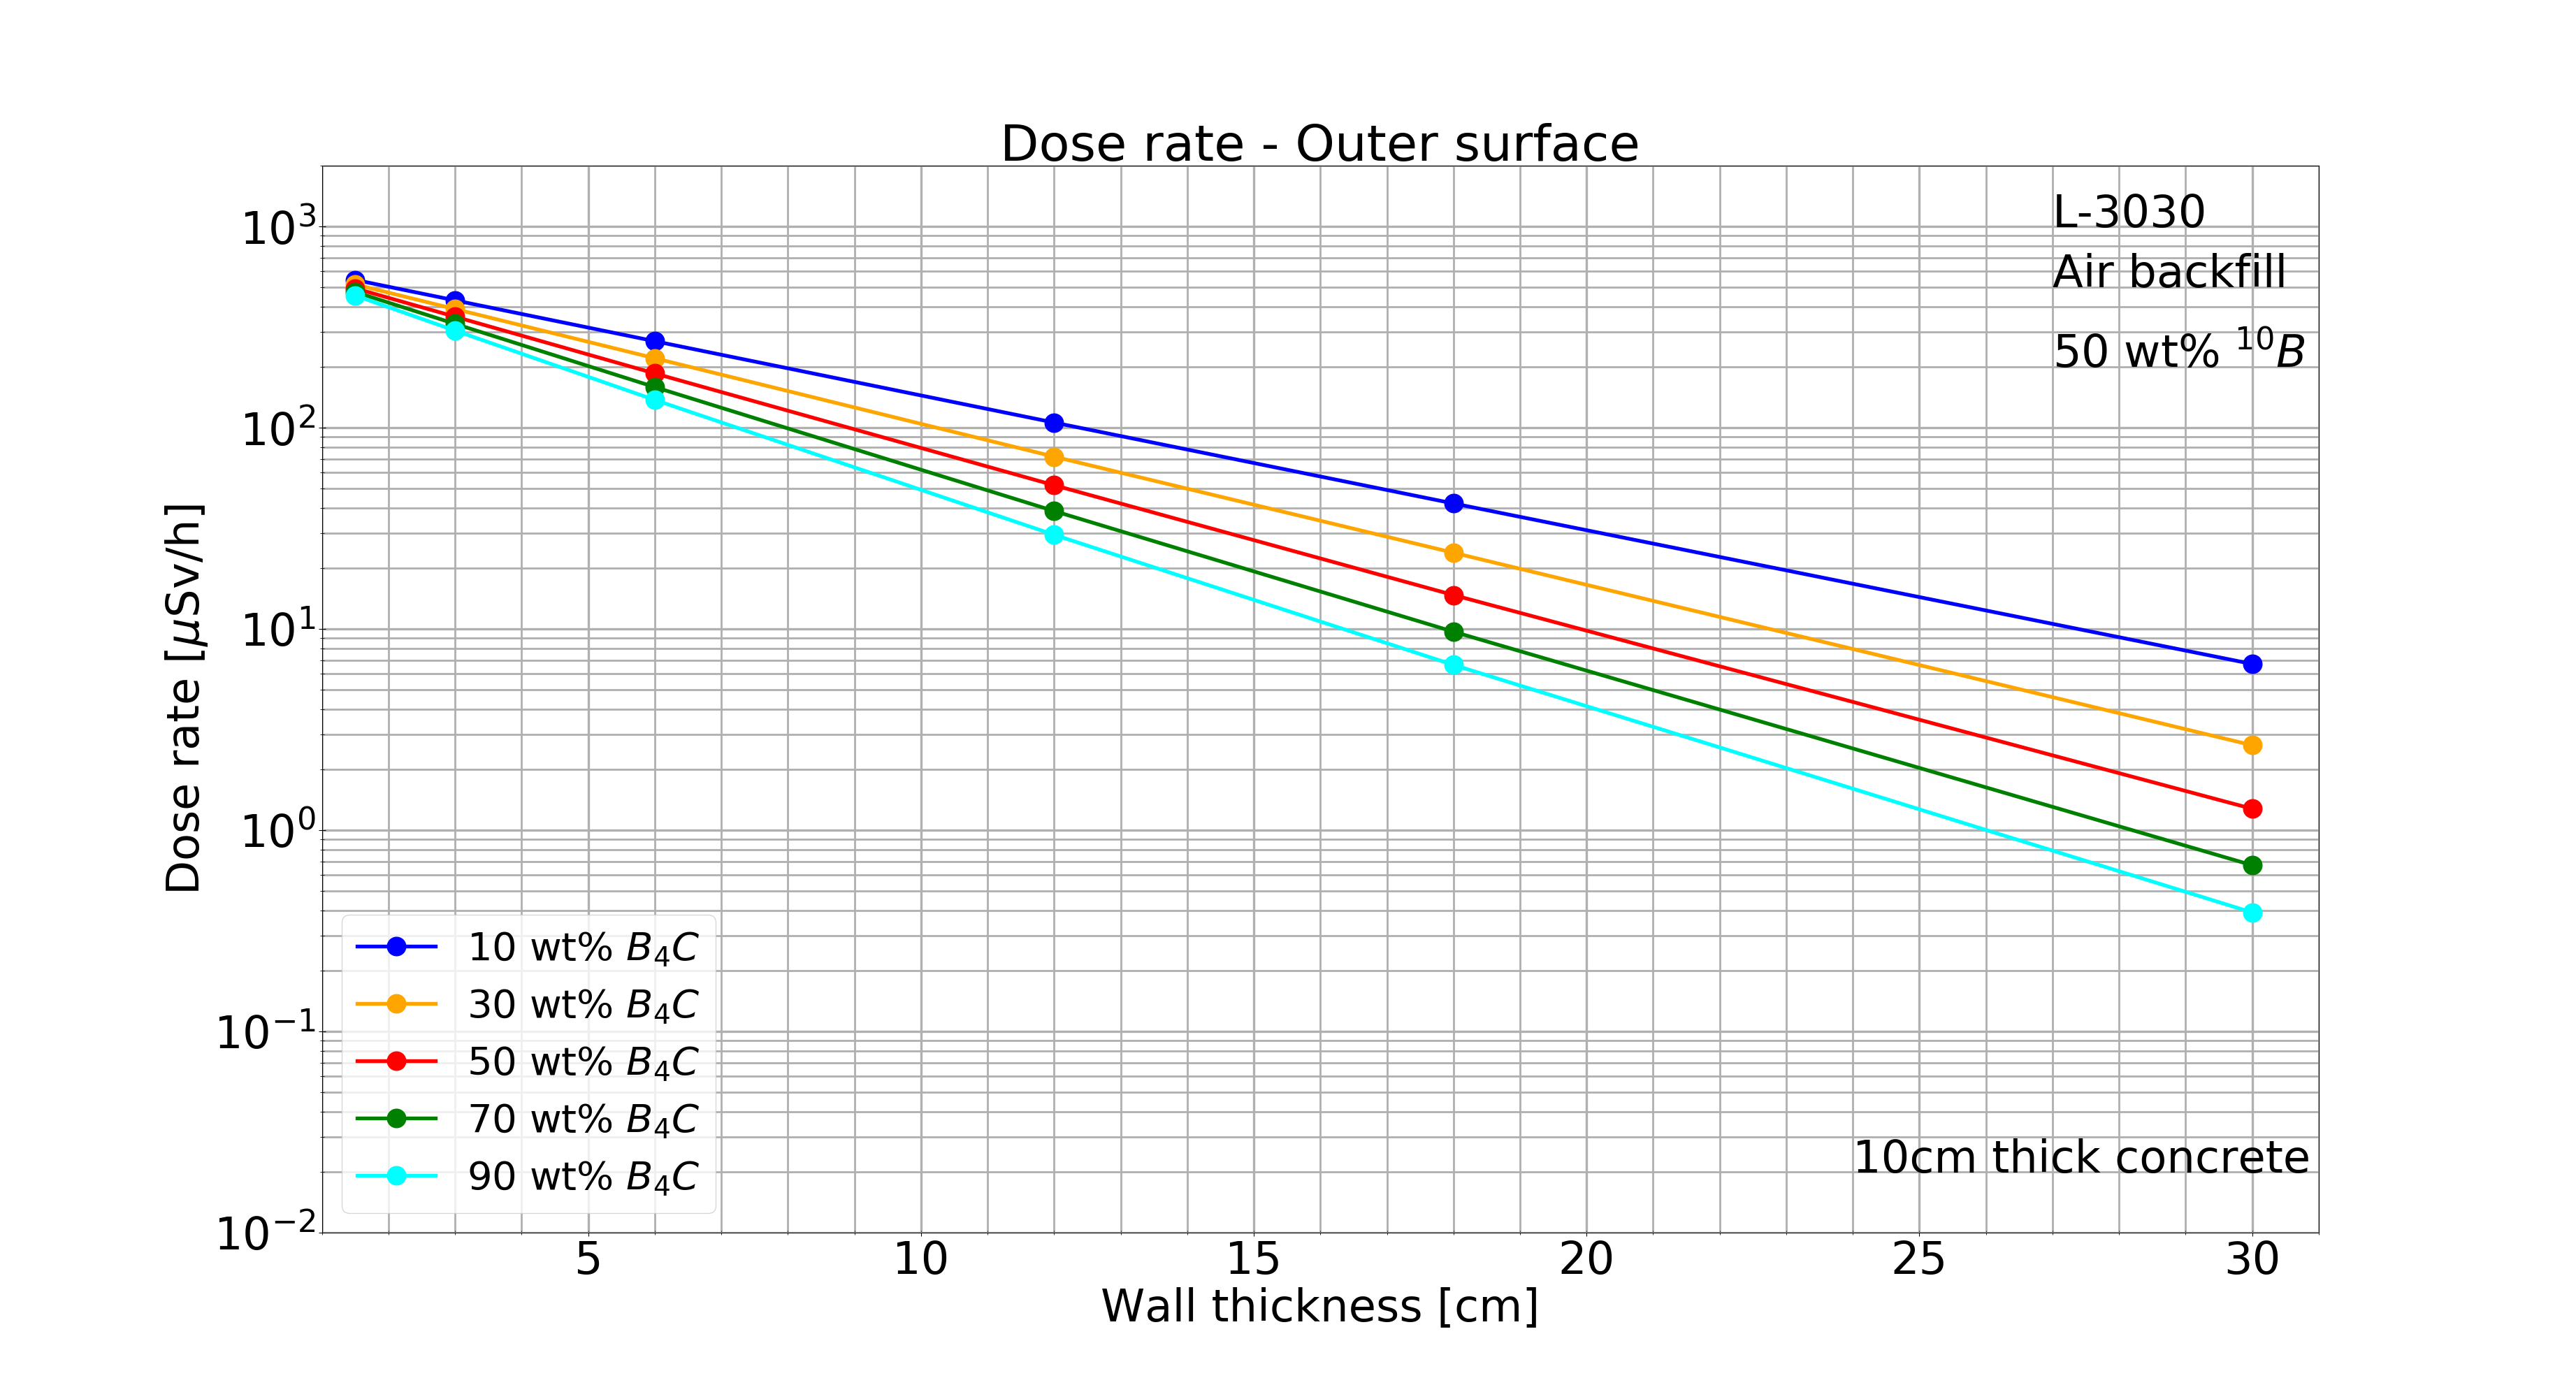 Dose rate - Outer surface
L-3030
Air backfill
50 wt% ¹⁰B
10³
10²
10¹
10⁰
10⁻¹
10⁻²
Dose rate [μSv/h]
10 wt% B₄C
30 wt% B₄C
50 wt% B₄C
70 wt% B₄C
90 wt% B₄C
10cm thick concrete
5 10 15 20 25 30
Wall thickness [cm]